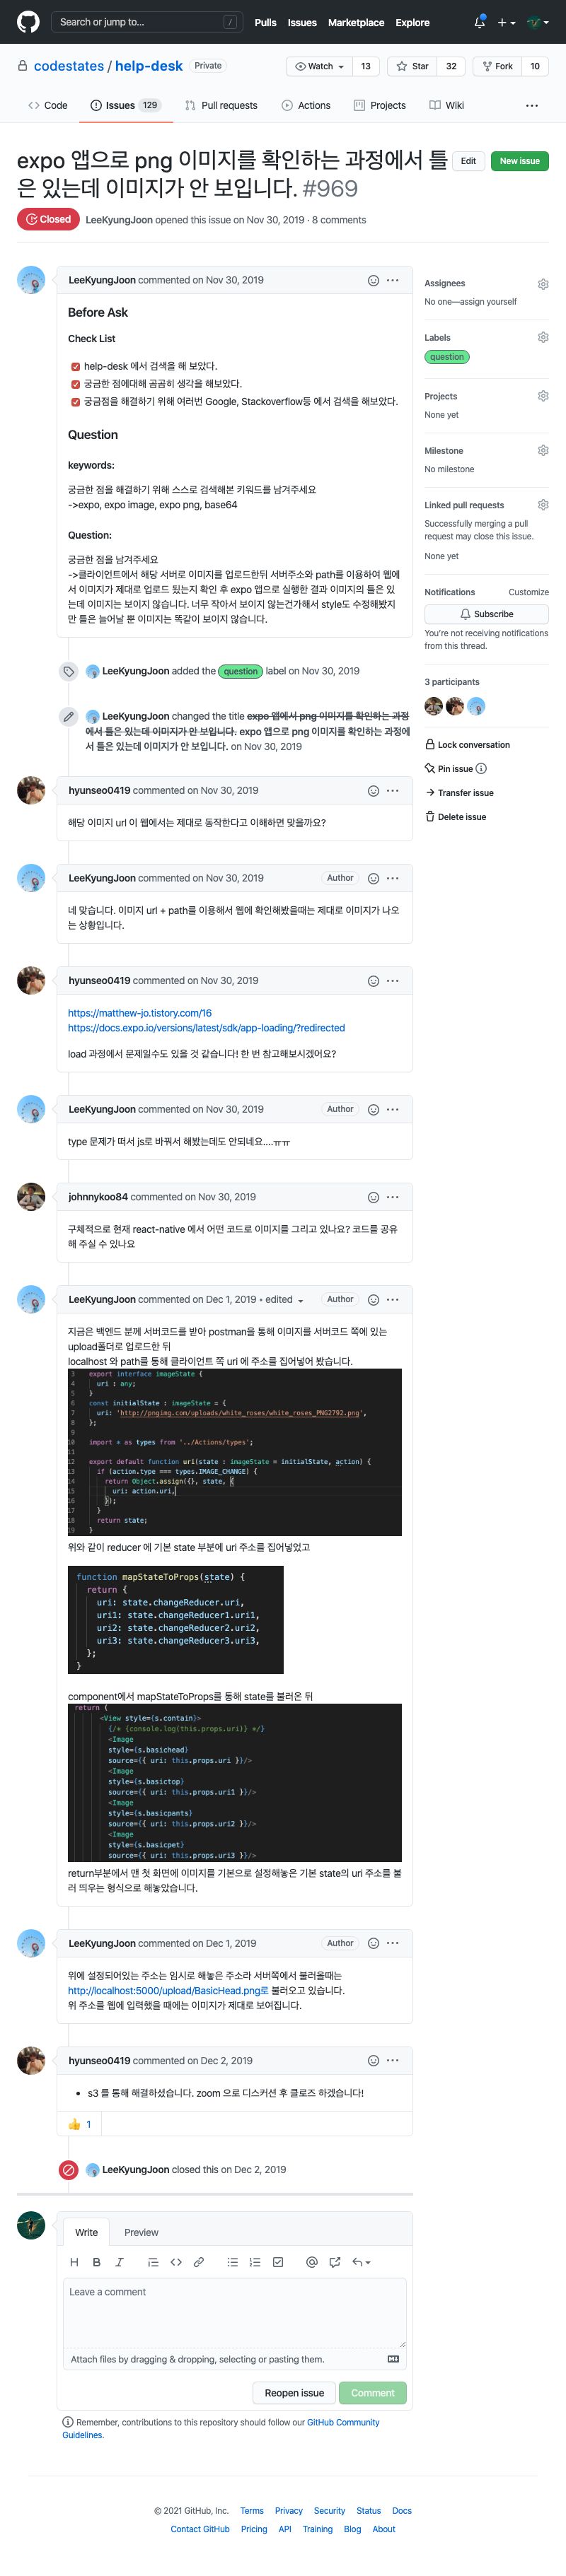 Search or jump to...
/
Pulls Issues Marketplace Explore
codestates / help-desk Private
Watch 13 Star 32 Fork 10
Code Issues 129 Pull requests Actions Projects Wiki
expo 앱으로 png 이미지를 확인하는 과정에서 틀
은 있는데 이미지가 안 보입니다. #969
Edit New issue
Closed LeeKyungJoon opened this issue on Nov 30, 2019 · 8 comments
LeeKyungJoon commented on Nov 30, 2019
Before Ask
Check List
help-desk 에서 검색을 해 보았다.
궁금한 점에대해 곰곰히 생각을 해보았다.
궁금점을 해결하기 위해 여러번 Google, Stackoverflow등 에서 검색을 해보았다.
Question
keywords:
궁금한 점을 해결하기 위해 스스로 검색해본 키워드를 남겨주세요
->expo, expo image, expo png, base64
Question:
궁금한 점을 남겨주세요
->클라이언트에서 해당 서버로 이미지를 업로드한뒤 서버주소와 path를 이용하여 웹에
서 이미지가 제대로 업로드 됬는지 확인 후 expo 앱으로 실행한 결과 이미지의 틀은 있
는데 이미지는 보이지 않습니다. 너무 작아서 보이지 않는건가해서 style도 수정해봤지
만 틀은 늘어날 뿐 이미지는 똑같이 보이지 않습니다.
Assignees
No one—assign yourself
Labels
question
Projects
None yet
Milestone
No milestone
Linked pull requests
Successfully merging a pull
request may close this issue.
None yet
Notifications Customize
Subscribe
You're not receiving notifications
from this thread.
3 participants
Lock conversation
Pin issue
Transfer issue
Delete issue
LeeKyungJoon added the question label on Nov 30, 2019
LeeKyungJoon changed the title expo 앱에서 png 이미지를 확인하는 과정
에서 틀은 있는데 이미지가 안 보입니다. expo 앱으로 png 이미지를 확인하는 과정에
서 틀은 있는데 이미지가 안 보입니다. on Nov 30, 2019
hyunseo0419 commented on Nov 30, 2019
해당 이미지 url 이 웹에서는 제대로 동작한다고 이해하면 맞을까요?
LeeKyungJoon commented on Nov 30, 2019 Author
네 맞습니다. 이미지 url + path를 이용해서 웹에 확인해봤을때는 제대로 이미지가 나오
는 상황입니다.
hyunseo0419 commented on Nov 30, 2019
https://matthew-jo.tistory.com/16
https://docs.expo.io/versions/latest/sdk/app-loading/?redirected
load 과정에서 문제일수도 있을 것 같습니다! 한 번 참고해보시겠어요?
LeeKyungJoon commented on Nov 30, 2019 Author
type 문제가 떠서 js로 바꿔서 해봤는데도 안되네요....ㅠㅠ
johnnykoo84 commented on Nov 30, 2019
구체적으로 현재 react-native 에서 어떤 코드로 이미지를 그리고 있나요? 코드를 공유
해 주실 수 있나요
LeeKyungJoon commented on Dec 1, 2019 • edited Author
지금은 백엔드 분께 서버코드를 받아 postman을 통해 이미지를 서버코드 쪽에 있는
upload폴더로 업로드한 뒤
localhost 와 path를 통해 클라이언트 쪽 uri 에 주소를 집어넣어 봤습니다.
3 export interface imageState {
4 uri : any;
5 }
6 const initialState : imageState = {
7 uri: 'http://pngimg.com/uploads/white_roses/white_roses_PNG2792.png',
8 };
9
10 import * as types from '../Actions/types';
11
12 export default function uri(state : imageState = initialState, action) {
13 if (action.type === types.IMAGE_CHANGE) {
14 return Object.assign({}, state, {
15 uri: action.uri,
16 });
17 }
18 return state;
19 }
위와 같이 reducer 에 기본 state 부분에 uri 주소를 집어넣었고
function mapStateToProps(state) {
return {
uri: state.changeReducer.uri,
uri1: state.changeReducer1.uri1,
uri2: state.changeReducer2.uri2,
uri3: state.changeReducer3.uri3,
};
}
component에서 mapStateToProps를 통해 state를 불러온 뒤
return (
<View style={s.contain}>
{/* {console.log(this.props.uri)} */}
<Image
style={s.basichead}
source={{ uri: this.props.uri }}/>
<Image
style={s.basictop}
source={{ uri: this.props.uri1 }}/>
<Image
style={s.basicpants}
source={{ uri: this.props.uri2 }}/>
<Image
style={s.basicpet}
source={{ uri: this.props.uri3 }}/>
return부분에서 맨 첫 화면에 이미지를 기본으로 설정해놓은 기본 state의 uri 주소를 불
러 띄우는 형식으로 해놓았습니다.
LeeKyungJoon commented on Dec 1, 2019 Author
위에 설정되어있는 주소는 임시로 해놓은 주소라 서버쪽에서 불러올때는
http://localhost:5000/upload/BasicHead.png로 불러오고 있습니다.
위 주소를 웹에 입력했을 때에는 이미지가 제대로 보여집니다.
hyunseo0419 commented on Dec 2, 2019
• s3 를 통해 해결하셨습니다. zoom 으로 디스커션 후 클로즈 하겠습니다!
👍 1
LeeKyungJoon closed this on Dec 2, 2019
Write Preview
Leave a comment
Attach files by dragging & dropping, selecting or pasting them.
Reopen issue Comment
Remember, contributions to this repository should follow our GitHub Community
Guidelines.
© 2021 GitHub, Inc. Terms Privacy Security Status Docs
Contact GitHub Pricing API Training Blog About